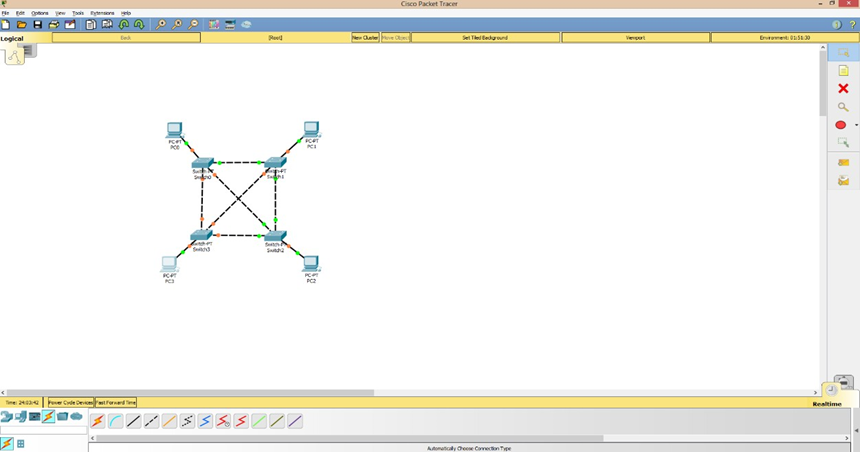 Cisco Packet Tracer
File Edit Options View Tools Extensions Help
Logical Back [Root] New Cluster Move Object Set Tiled Background Viewport Environment: 01:51:30
PC-PT
PC0
PC-PT
PC1
Switch-PT
Switch0
Switch-PT
Switch1
Switch-PT
Switch3
Switch-PT
Switch2
PC-PT
PC3
PC-PT
PC2
Time: 24:03:42 Power Cycle Devices Fast Forward Time Realtime
Automatically Choose Connection Type